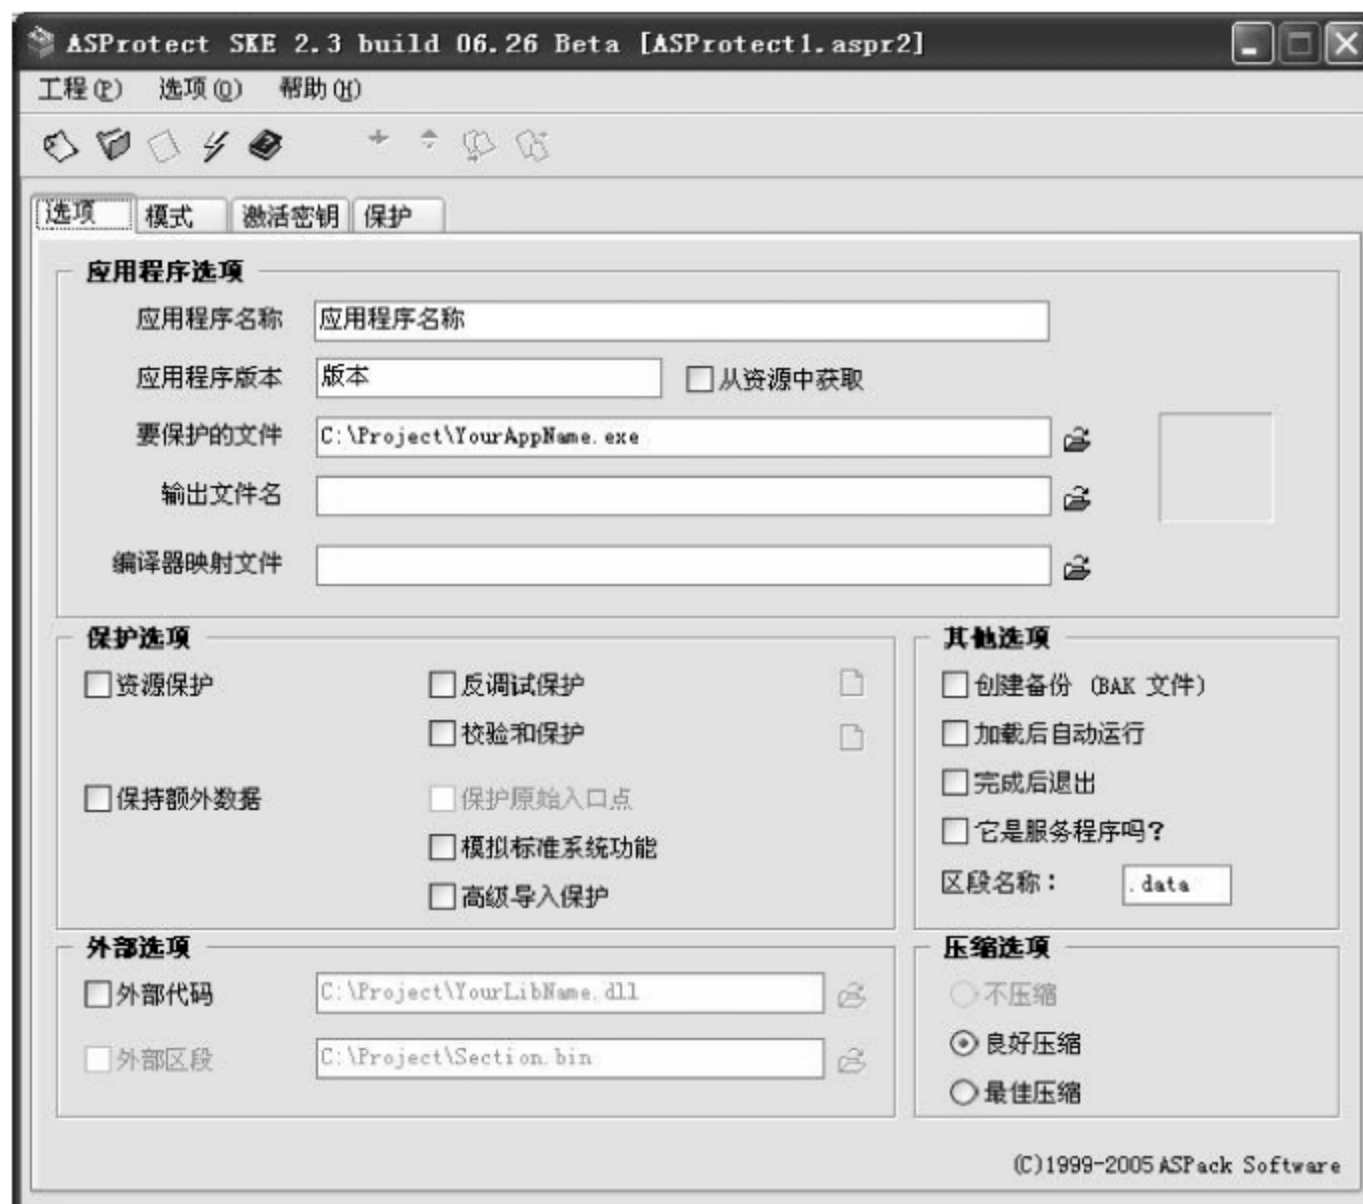 ASProtect SKE 2.3 build 06.26 Beta [ASProtect1.aspr2]
工程(P) 选项(O) 帮助(H)
选项 模式 激活密钥 保护
应用程序选项
应用程序名称 应用程序名称
应用程序版本 版本 从资源中获取
要保护的文件 C:\Project\YourAppName.exe
输出文件名
编译器映射文件
保护选项
资源保护 反调试保护
校验和保护
保持额外数据 保护原始入口点
模拟标准系统功能
高级导入保护
其他选项
创建备份 (BAK 文件)
加载后自动运行
完成后退出
它是服务程序吗?
区段名称: .data
外部选项
外部代码 C:\Project\YourLibName.dll
外部区段 C:\Project\Section.bin
压缩选项
不压缩
良好压缩
最佳压缩
(C)1999-2005 ASPack Software